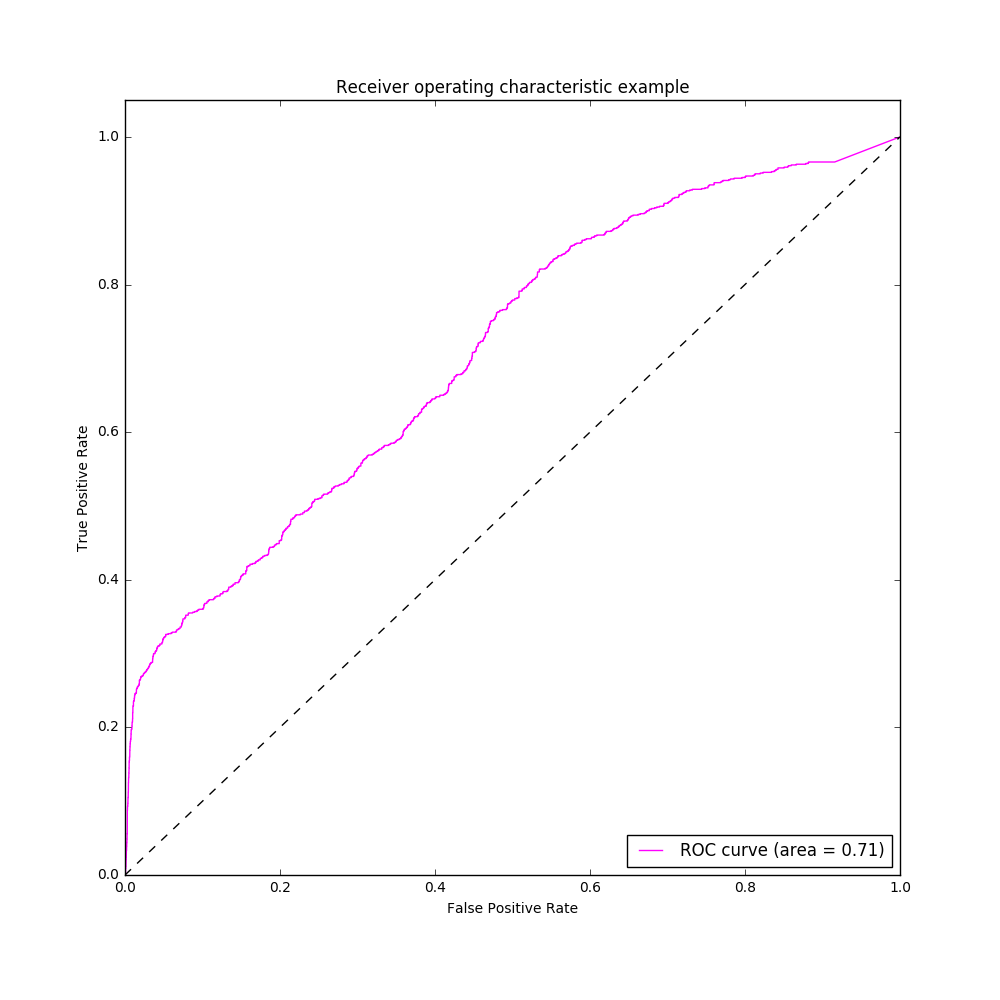 Receiver operating characteristic example
1.0
0.8
0.6
0.4
0.2
0.0
True Positive Rate
ROC curve (area = 0.71)
0.0 0.2 0.4 0.6 0.8 1.0
False Positive Rate